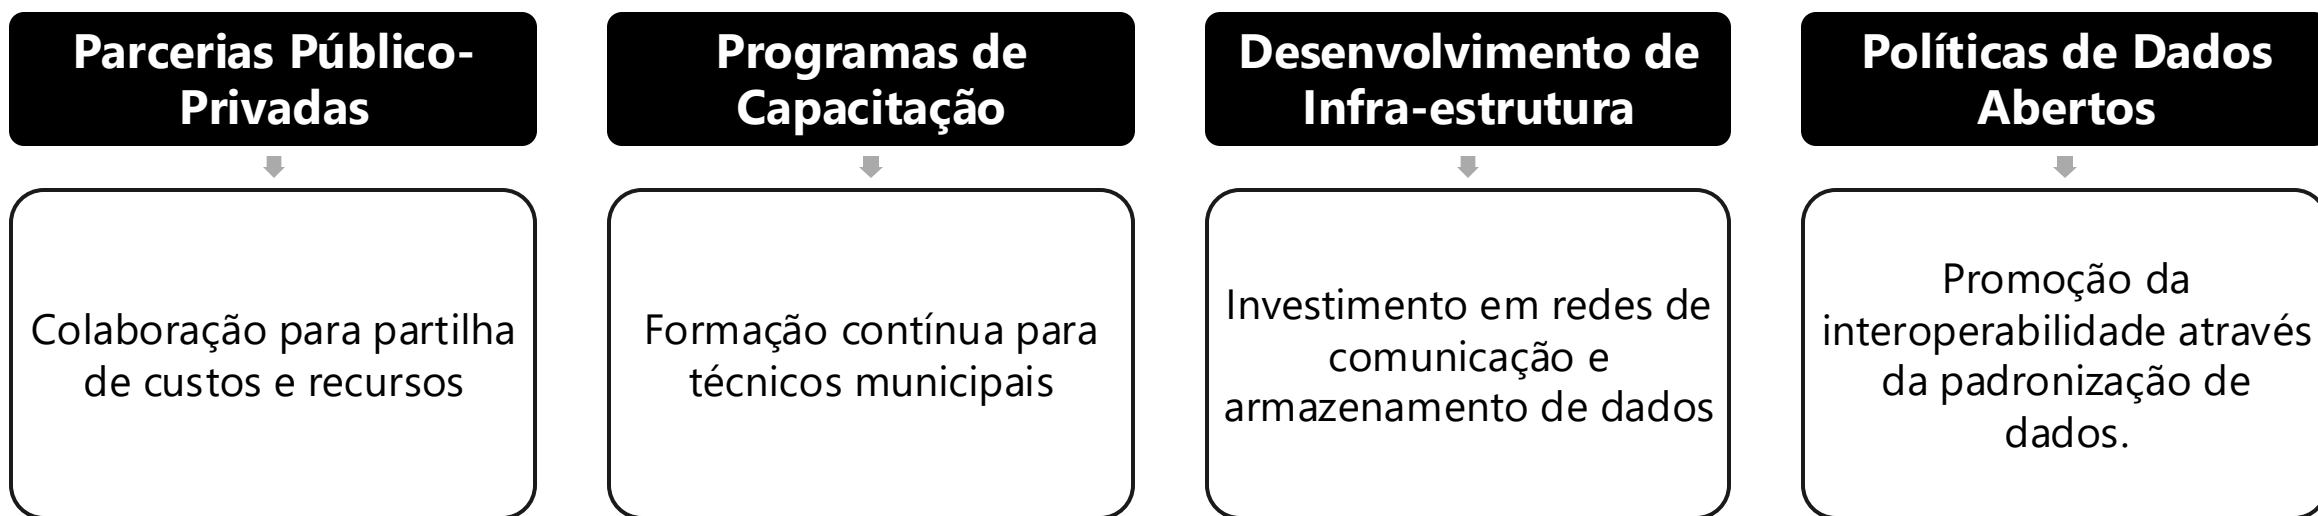 Parcerias Público-
Privadas
Colaboração para partilha
de custos e recursos
Programas de
Capacitação
Formação contínua para
técnicos municipais
Desenvolvimento de
Infra-estrutura
Investimento em redes de
comunicação e
armazenamento de dados
Políticas de Dados
Abertos
Promoção da
interoperabilidade através
da padronização de
dados.